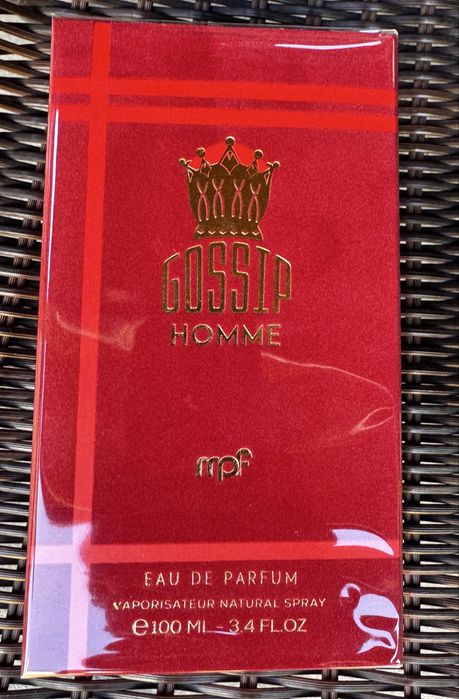 GOSSIP
HOMME
mpf
EAU DE PARFUM
VAPORISATEUR NATURAL SPRAY
℮100 ML - 3.4 FL.OZ